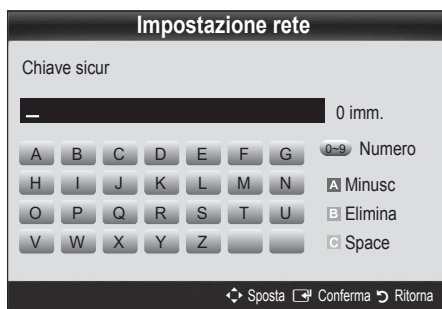 Impostazione rete
Chiave sicur
_ 0 imm.
A B C D E F G 0~9 Numero
H I J K L M N A Minusc
O P Q R S T U B Elimina
V W X Y Z C Space
Sposta Conferma Ritorna